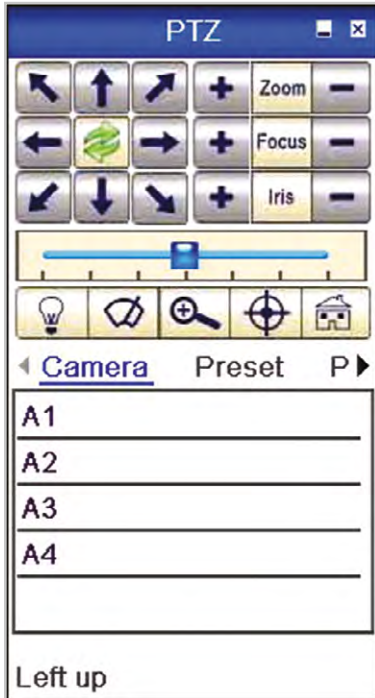 PTZ
+ Zoom -
+ Focus -
+ Iris -
Camera Preset P
A1
A2
A3
A4
Left up